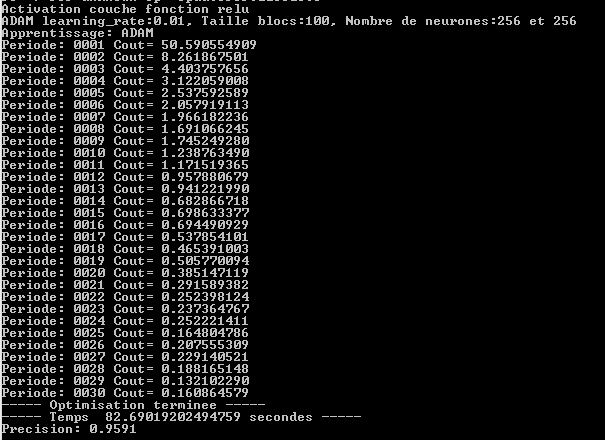 Activation couche fonction relu
ADAM learning_rate:0.01, Taille blocs:100, Nombre de neurones:256 et 256
Apprentissage: ADAM
Periode: 0001 Cout= 50.590554909
Periode: 0002 Cout= 8.261867501
Periode: 0003 Cout= 4.403757656
Periode: 0004 Cout= 3.122059008
Periode: 0005 Cout= 2.537592589
Periode: 0006 Cout= 2.057919113
Periode: 0007 Cout= 1.966182236
Periode: 0008 Cout= 1.691066245
Periode: 0009 Cout= 1.745249280
Periode: 0010 Cout= 1.238763490
Periode: 0011 Cout= 1.171519365
Periode: 0012 Cout= 0.957880679
Periode: 0013 Cout= 0.941221990
Periode: 0014 Cout= 0.682866718
Periode: 0015 Cout= 0.698633377
Periode: 0016 Cout= 0.694490929
Periode: 0017 Cout= 0.537854101
Periode: 0018 Cout= 0.465391003
Periode: 0019 Cout= 0.505770094
Periode: 0020 Cout= 0.385147119
Periode: 0021 Cout= 0.291589382
Periode: 0022 Cout= 0.252398124
Periode: 0023 Cout= 0.237364767
Periode: 0024 Cout= 0.252221411
Periode: 0025 Cout= 0.164804786
Periode: 0026 Cout= 0.207555309
Periode: 0027 Cout= 0.229140521
Periode: 0028 Cout= 0.188165148
Periode: 0029 Cout= 0.132102290
Periode: 0030 Cout= 0.160864579
----- Optimisation terminee -----
----- Temps  82.69019202494759 secondes -----
Precision: 0.9591